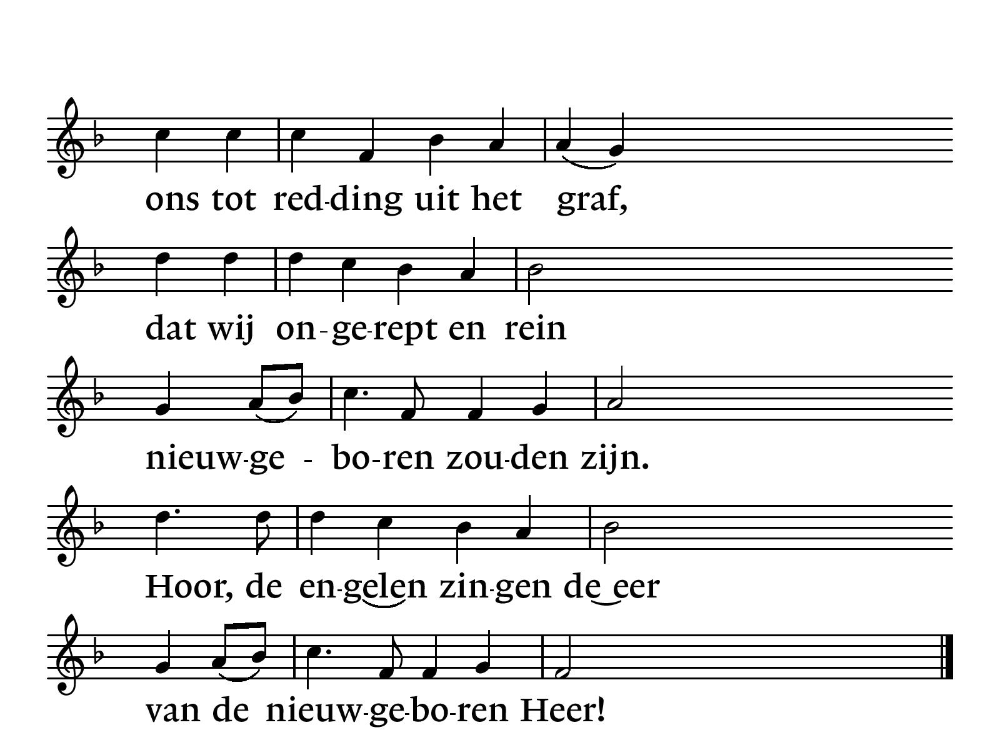 ons tot red-ding uit het graf,
dat wij on-ge-rept en rein
nieuw-ge - bo-ren zou-den zijn.
Hoor, de en-gelen zin-gen de eer
van de nieuw-ge-bo-ren Heer!